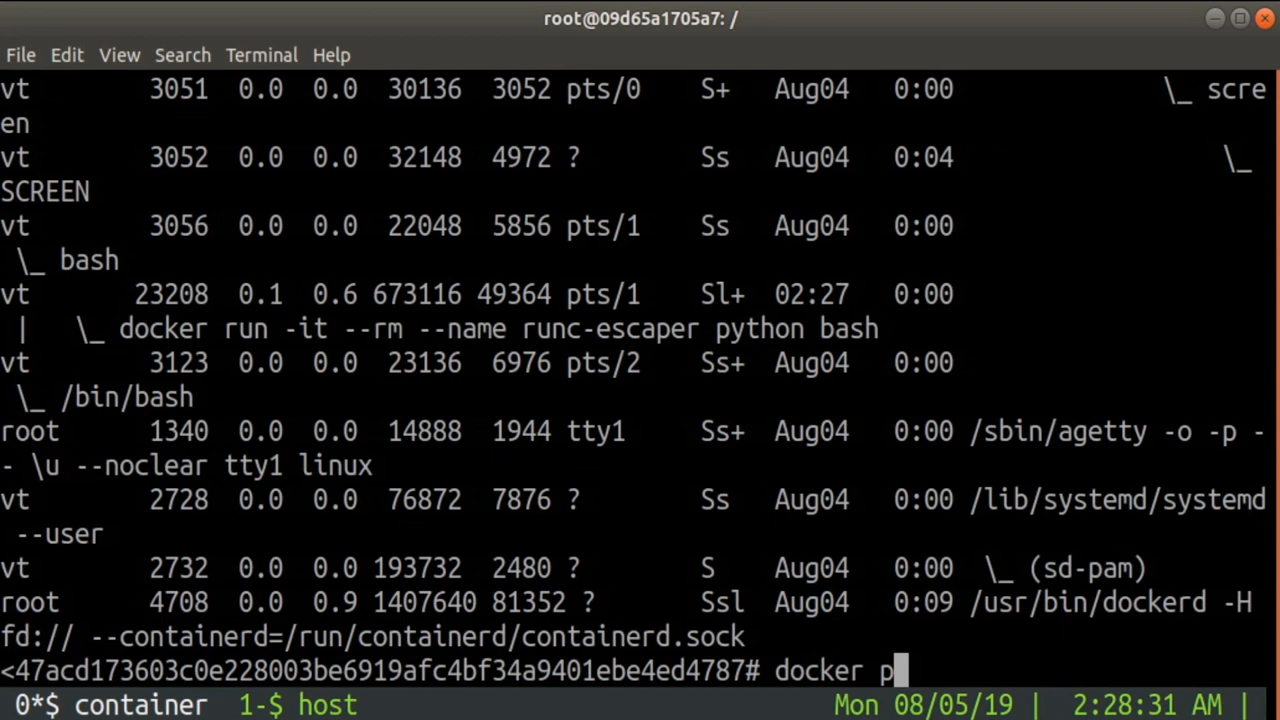 root@09d65a1705a7: /
File Edit View Search Terminal Help
vt 3051 0.0 0.0 30136 3052 pts/0 S+ Aug04 0:00 \_ scre
en
vt 3052 0.0 0.0 32148 4972 ? Ss Aug04 0:04 \_
SCREEN
vt 3056 0.0 0.0 22048 5856 pts/1 Ss Aug04 0:00
\_ bash
vt 23208 0.1 0.6 673116 49364 pts/1 Sl+ 02:27 0:00
| \_ docker run -it --rm --name runc-escaper python bash
vt 3123 0.0 0.0 23136 6976 pts/2 Ss+ Aug04 0:00
\_ /bin/bash
root 1340 0.0 0.0 14888 1944 tty1 Ss+ Aug04 0:00 /sbin/agetty -o -p -
- \u --noclear tty1 linux
vt 2728 0.0 0.0 76872 7876 ? Ss Aug04 0:00 /lib/systemd/systemd
--user
vt 2732 0.0 0.0 193732 2480 ? S Aug04 0:00 \_ (sd-pam)
root 4708 0.0 0.9 1407640 81352 ? Ssl Aug04 0:09 /usr/bin/dockerd -H
fd:// --containerd=/run/containerd/containerd.sock
<47acd173603c0e228003be6919afc4bf34a9401ebe4ed4787# docker p
0*$ container 1-$ host Mon 08/05/19 | 2:28:31 AM |